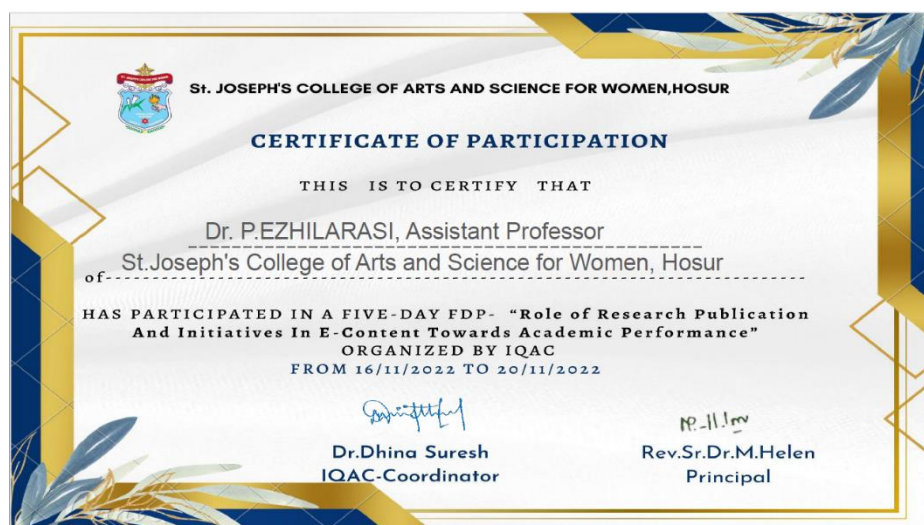 St. JOSEPH'S COLLEGE OF ARTS AND SCIENCE FOR WOMEN,HOSUR
CERTIFICATE OF PARTICIPATION
THIS IS TO CERTIFY THAT
Dr. P.EZHILARASI, Assistant Professor
of St.Joseph's College of Arts and Science for Women, Hosur
HAS PARTICIPATED IN A FIVE-DAY FDP- “Role of Research Publication
And Initiatives In E-Content Towards Academic Performance”
ORGANIZED BY IQAC
FROM 16/11/2022 TO 20/11/2022
Dr.Dhina Suresh
IQAC-Coordinator
Rev.Sr.Dr.M.Helen
Principal